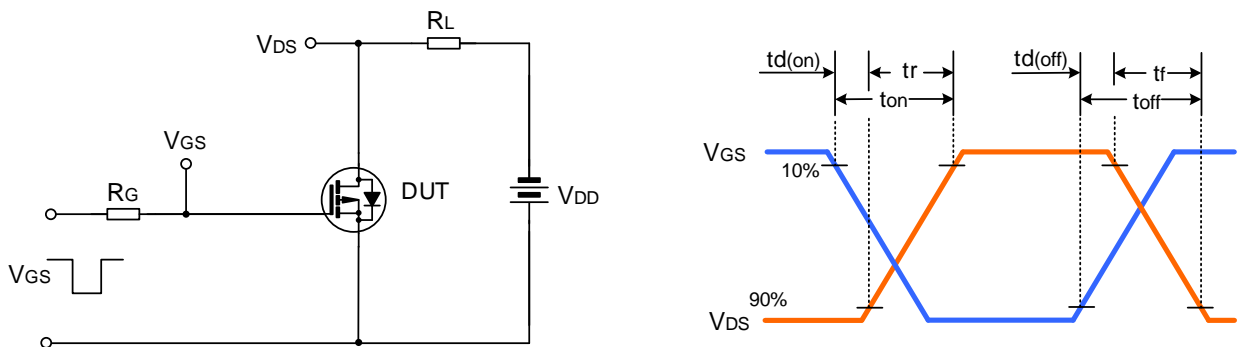 RL
VDS
VGS
RG
DUT
VDD
VGS
td(on)
tr
td(off)
tf
ton
toff
VGS
10%
90%
VDS